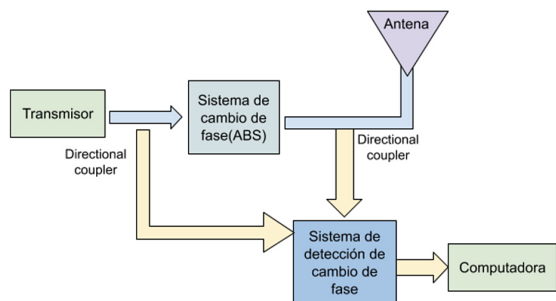 Antena
Transmisor
Sistema de
cambio de
fase(ABS)
Directional
coupler
Directional
coupler
Sistema de
detección de
cambio de
fase
Computadora